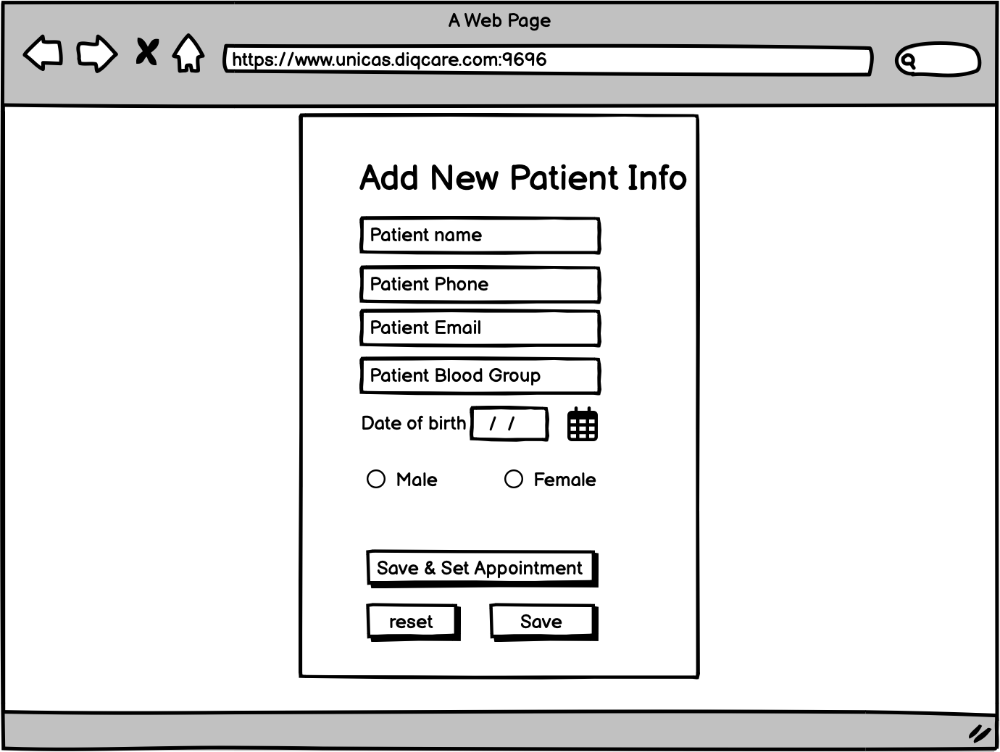 A Web Page
https://www.unicas.diqcare.com:9696
Add New Patient Info
Patient name
Patient Phone
Patient Email
Patient Blood Group
Date of birth / /
Male Female
Save & Set Appointment
reset Save